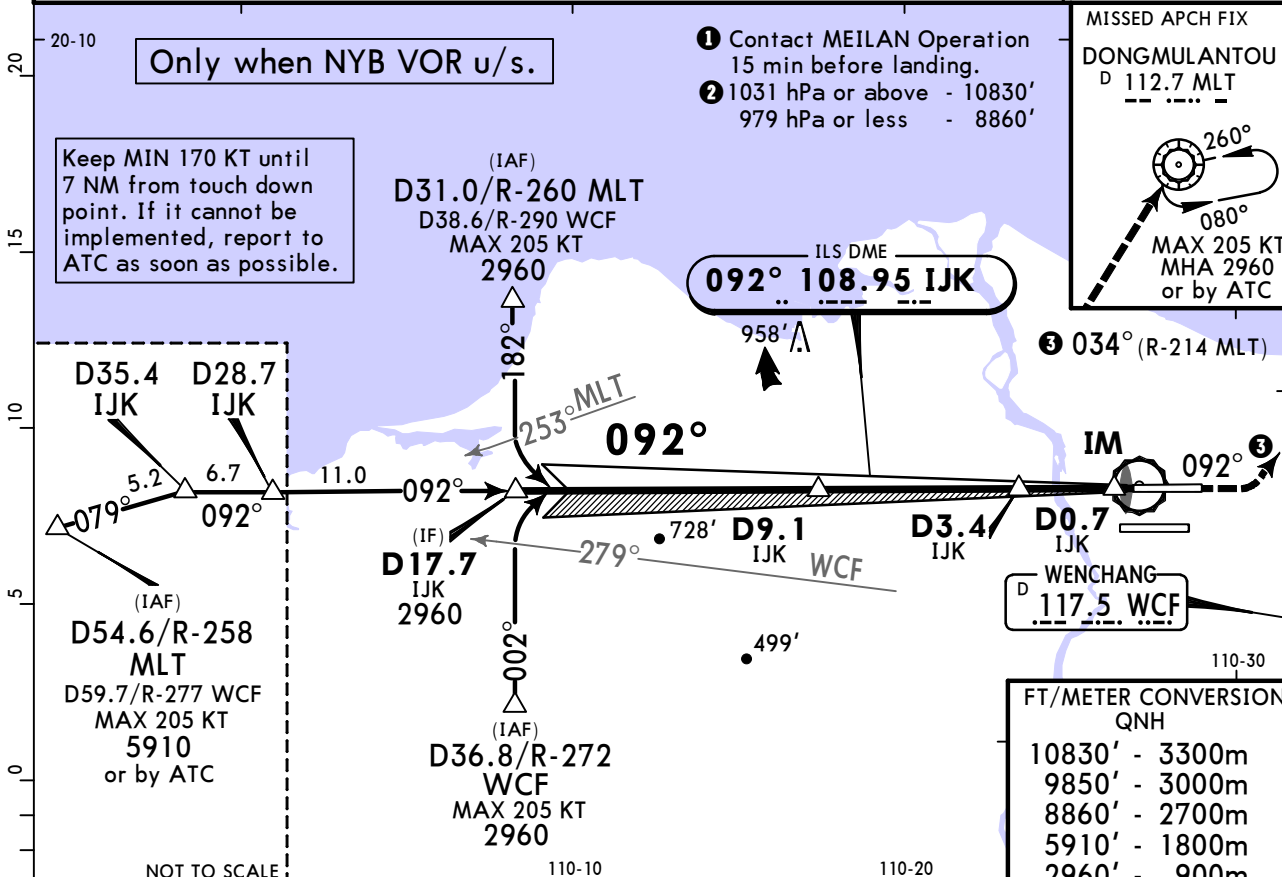 20-10
Only when NYB VOR u/s.
❶ Contact MEILAN Operation
15 min before landing.
❷ 1031 hPa or above - 10830'
979 hPa or less - 8860'
MISSED APCH FIX
DONGMULANTOU
D 112.7 MLT
260°
080°
MAX 205 KT
MHA 2960
or by ATC
Keep MIN 170 KT until
7 NM from touch down
point. If it cannot be
implemented, report to
ATC as soon as possible.
(IAF)
D31.0/R-260 MLT
D38.6/R-290 WCF
MAX 205 KT
2960
ILS DME
092° 108.95 IJK
958'
❸ 034° (R-214 MLT)
182°
253° MLT
092°
D35.4
IJK
D28.7
IJK
IM
092° ❸
5.2
6.7
11.0
079°
092°
092°
(IF)
D17.7
IJK
2960
728'
D9.1
IJK
D3.4
IJK
D0.7
IJK
279° WCF
WENCHANG
D 117.5 WCF
(IAF)
D54.6/R-258
MLT
D59.7/R-277 WCF
MAX 205 KT
5910
or by ATC
002°
499'
(IAF)
D36.8/R-272
WCF
MAX 205 KT
2960
110-30
FT/METER CONVERSION
QNH
10830' - 3300m
9850' - 3000m
8860' - 2700m
5910' - 1800m
2960' - 900m
NOT TO SCALE
110-10
110-20
20
15
10
5
0